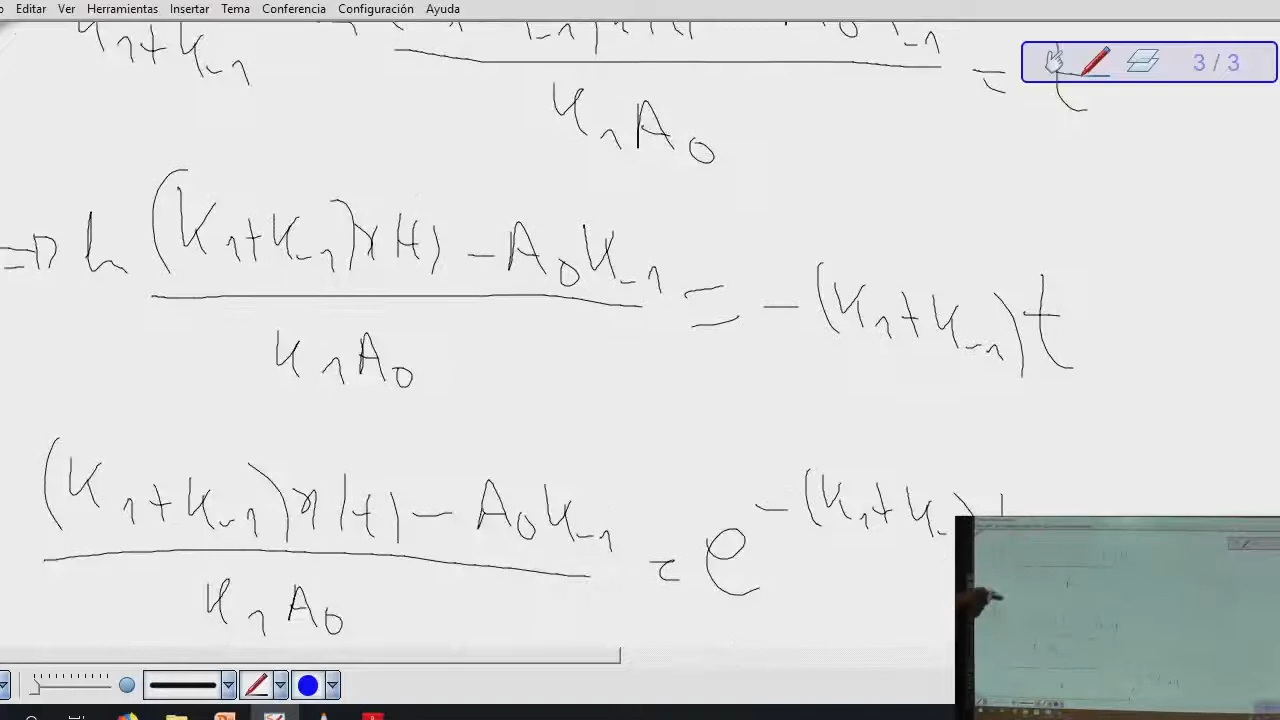 Editar Ver Herramientas Insertar Tema Conferencia Configuración Ayuda
3 / 3
K₁+K₋₁
K₁A₀ = t
=> ln ((K₁+K₋₁)x(t) - A₀K₋₁) / (K₁A₀) = -(K₁+K₋₁)t
((K₁+K₋₁)x(t) - A₀K₋₁) / (K₁A₀) = e^-(K₁+K₋